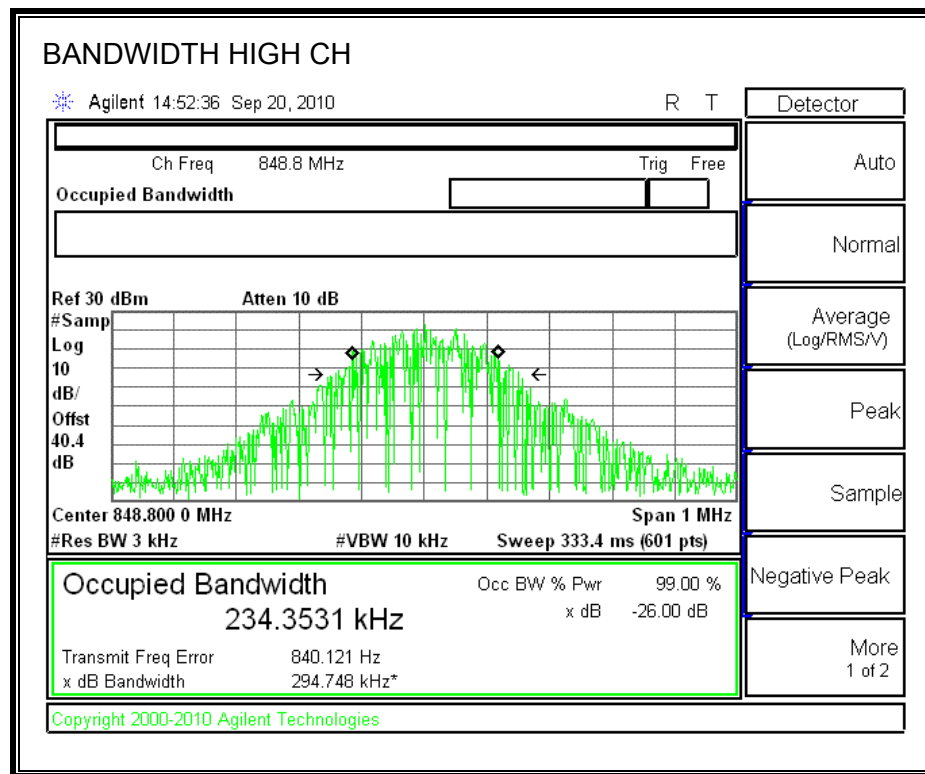 BANDWIDTH HIGH CH
Agilent 14:52:36 Sep 20, 2010 R T
Detector
Ch Freq 848.8 MHz Trig Free
Occupied Bandwidth
Auto
Normal
Average
(Log/RMS/V)
Peak
Sample
Negative Peak
More
1 of 2
Ref 30 dBm Atten 10 dB
#Samp
Log
10
dB/
Offst
40.4
dB
Center 848.800 0 MHz Span 1 MHz
#Res BW 3 kHz #VBW 10 kHz Sweep 333.4 ms (601 pts)
Occupied Bandwidth Occ BW % Pwr 99.00 %
234.3531 kHz x dB -26.00 dB
Transmit Freq Error 840.121 Hz
x dB Bandwidth 294.748 kHz*
Copyright 2000-2010 Agilent Technologies